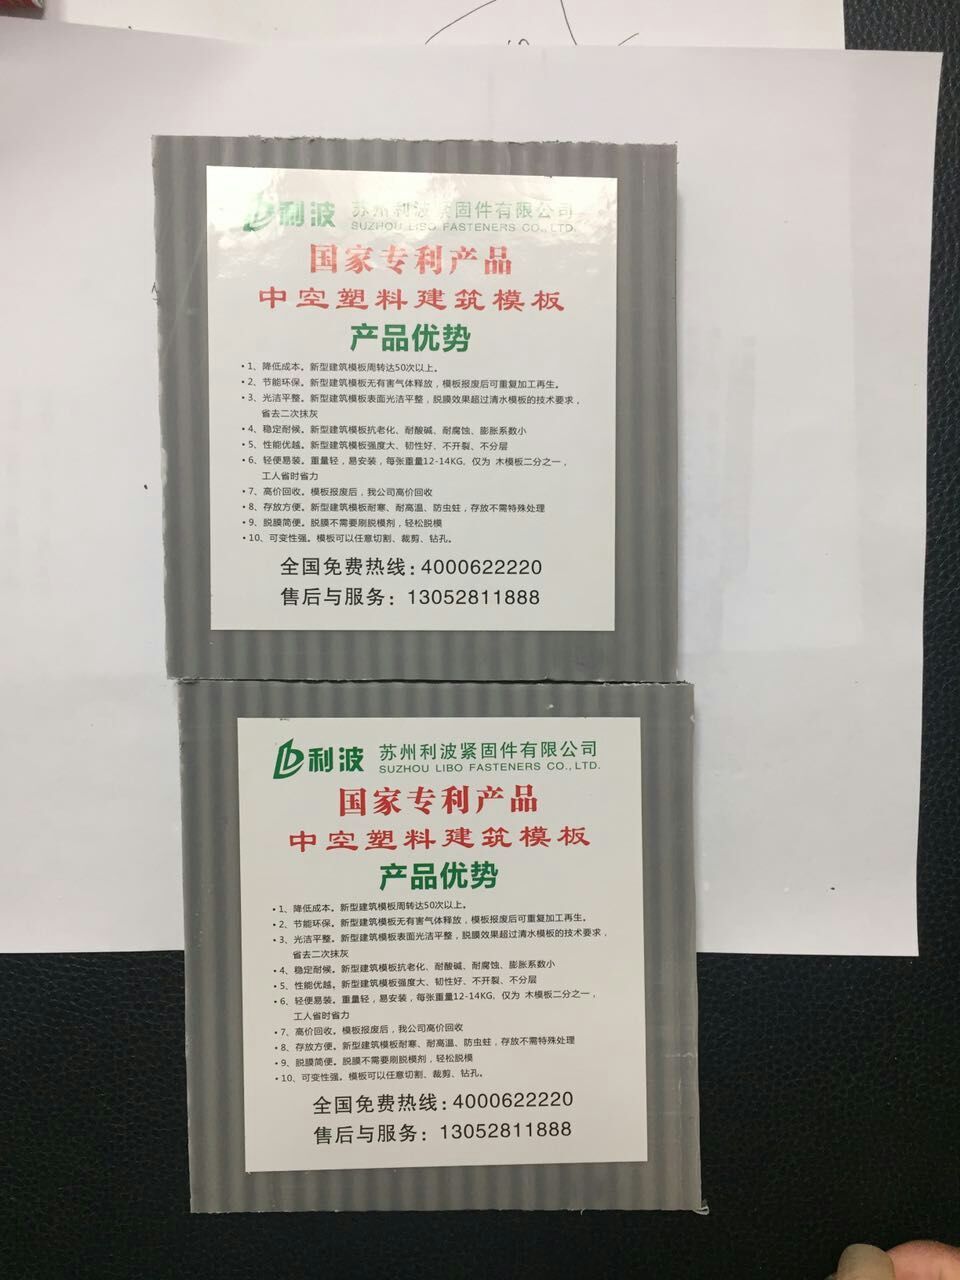 利波 苏州利波紧固件有限公司
SUZHOU LIBO FASTENERS CO.,LTD.
国家专利产品
中空塑料建筑模板
产品优势
• 1、降低成本。新型建筑模板周转达50次以上。
• 2、节能环保。新型建筑模板无有害气体释放，模板报废后可重复加工再生。
• 3、光洁平整。新型建筑模板表面光洁平整，脱膜效果超过清水模板的技术要求，
省去二次抹灰
• 4、稳定耐候。新型建筑模板抗老化、耐酸碱、耐腐蚀、膨胀系数小
• 5、性能优越。新型建筑模板强度大、韧性好、不开裂、不分层
• 6、轻便易装。重量轻，易安装，每张重量12-14KG, 仅为 木模板二分之一，
工人省时省力
• 7、高价回收。模板报废后，我公司高价回收
• 8、存放方便。新型建筑模板耐寒、耐高温、防虫蛀，存放不需特殊处理
• 9、脱膜简便。脱膜不需要刷脱模剂，轻松脱模
• 10、可变性强。模板可以任意切割、裁剪、钻孔。
全国免费热线: 4000622220
售后与服务: 13052811888
利波 苏州利波紧固件有限公司
SUZHOU LIBO FASTENERS CO.,LTD.
国家专利产品
中空塑料建筑模板
产品优势
• 1、降低成本。新型建筑模板周转达50次以上。
• 2、节能环保。新型建筑模板无有害气体释放，模板报废后可重复加工再生。
• 3、光洁平整。新型建筑模板表面光洁平整，脱膜效果超过清水模板的技术要求，
省去二次抹灰
• 4、稳定耐候。新型建筑模板抗老化、耐酸碱、耐腐蚀、膨胀系数小
• 5、性能优越。新型建筑模板强度大、韧性好、不开裂、不分层
• 6、轻便易装。重量轻，易安装，每张重量12-14KG, 仅为 木模板二分之一，
工人省时省力
• 7、高价回收。模板报废后，我公司高价回收
• 8、存放方便。新型建筑模板耐寒、耐高温、防虫蛀，存放不需特殊处理
• 9、脱膜简便。脱膜不需要刷脱模剂，轻松脱模
• 10、可变性强。模板可以任意切割、裁剪、钻孔。
全国免费热线: 4000622220
售后与服务: 13052811888